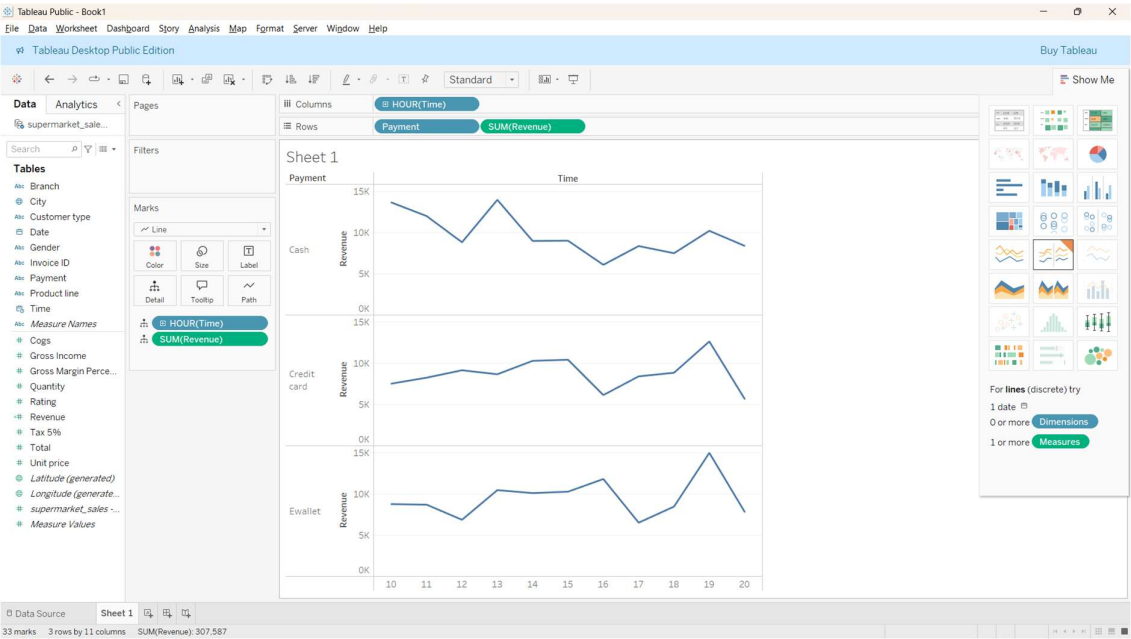 Tableau Public - Book1
File Data Worksheet Dashboard Story Analysis Map Format Server Window Help
Tableau Desktop Public Edition
Buy Tableau
Standard
Show Me
Data
Analytics
Pages
Columns
HOUR(Time)
supermarket_sale...
Rows
Payment
SUM(Revenue)
Search
Filters
Sheet 1
Tables
Payment
Time
Abc Branch
City
Abc Customer type
Date
Abc Gender
Abc Invoice ID
Abc Payment
Abc Product line
Time
Abc Measure Names
# Cogs
# Gross Income
# Gross Margin Perce...
# Quantity
# Rating
=# Revenue
# Tax 5%
# Total
# Unit price
Latitude (generated)
Longitude (generate...
# supermarket_sales -...
# Measure Values
Marks
Line
Color
Size
T
Label
Detail
Tooltip
Path
HOUR(Time)
SUM(Revenue)
Cash
Revenue
15K
10K
5K
0K
Credit
card
Revenue
15K
10K
5K
0K
Ewallet
Revenue
15K
10K
5K
0K
10 11 12 13 14 15 16 17 18 19 20
For lines (discrete) try
1 date
0 or more Dimensions
1 or more Measures
Data Source
Sheet 1
33 marks 3 rows by 11 columns SUM(Revenue): 307,587